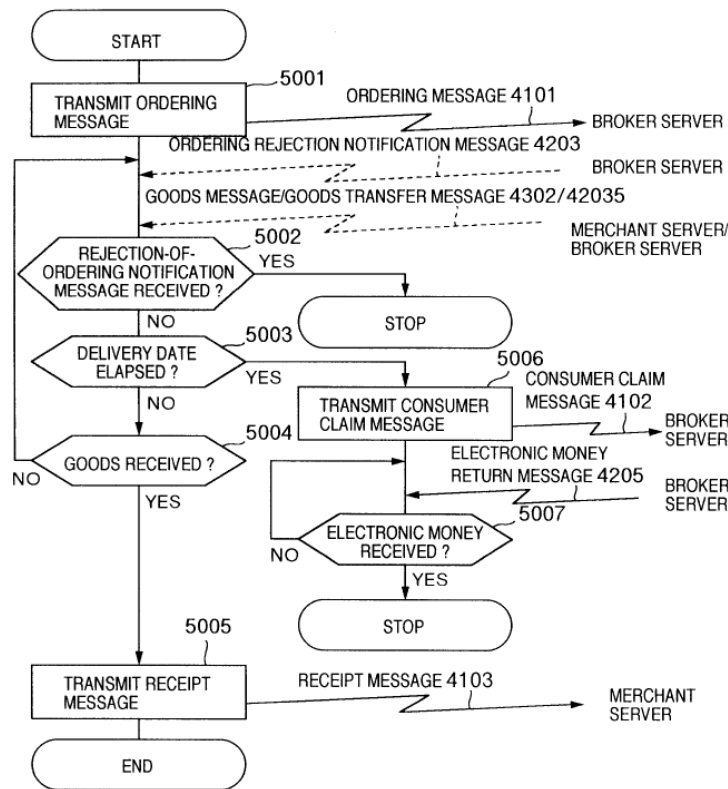 START
5001
TRANSMIT ORDERING
MESSAGE
ORDERING MESSAGE 4101
BROKER SERVER
ORDERING REJECTION NOTIFICATION MESSAGE 4203
BROKER SERVER
GOODS MESSAGE/GOODS TRANSFER MESSAGE 4302/42035
MERCHANT SERVER/
BROKER SERVER
5002
REJECTION-OF-
ORDERING NOTIFICATION
MESSAGE RECEIVED ?
YES
STOP
NO
5003
DELIVERY DATE
ELAPSED ?
YES
5006
TRANSMIT CONSUMER
CLAIM MESSAGE
CONSUMER CLAIM
MESSAGE 4102
BROKER
SERVER
NO
5004
GOODS RECEIVED ?
NO
YES
ELECTRONIC MONEY
RETURN MESSAGE 4205
BROKER
SERVER
5007
ELECTRONIC MONEY
RECEIVED ?
NO
YES
STOP
5005
TRANSMIT RECEIPT
MESSAGE
RECEIPT MESSAGE 4103
MERCHANT
SERVER
END